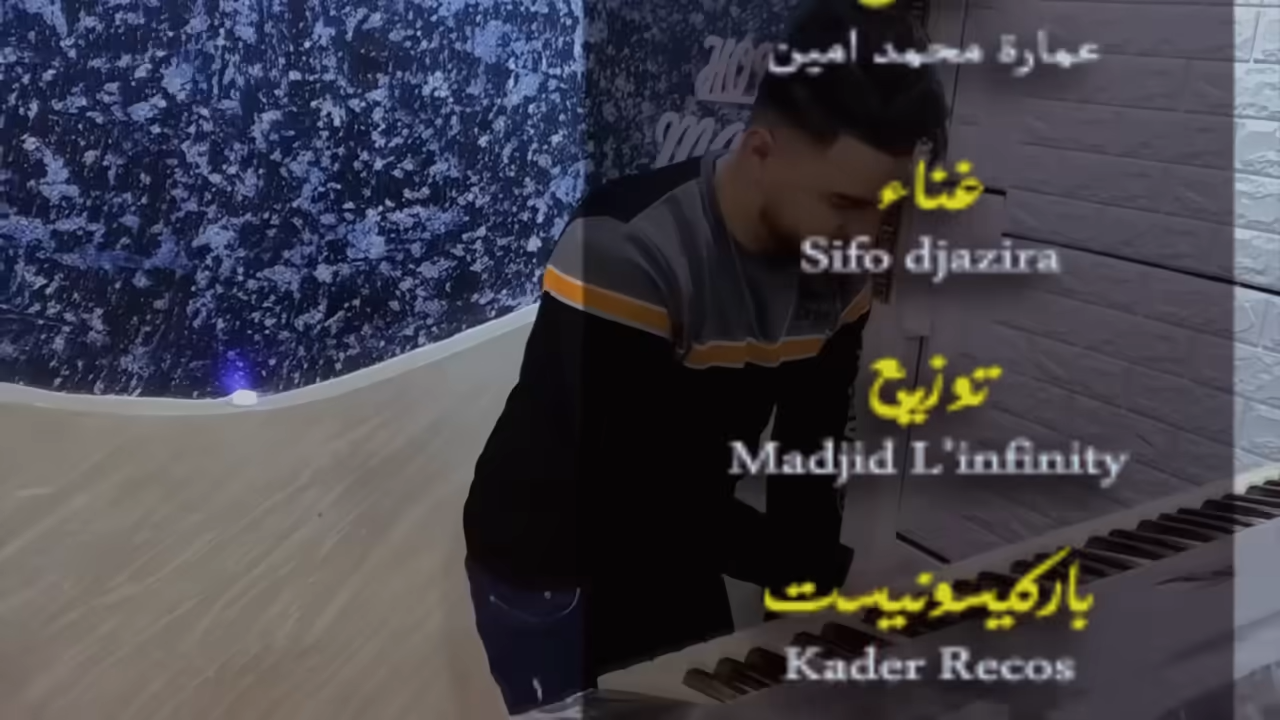 عمارة محمد امين
غناء
Sifo djazira
توزيع
Madjid L'infinity
باركيسونيست
Kader Recos